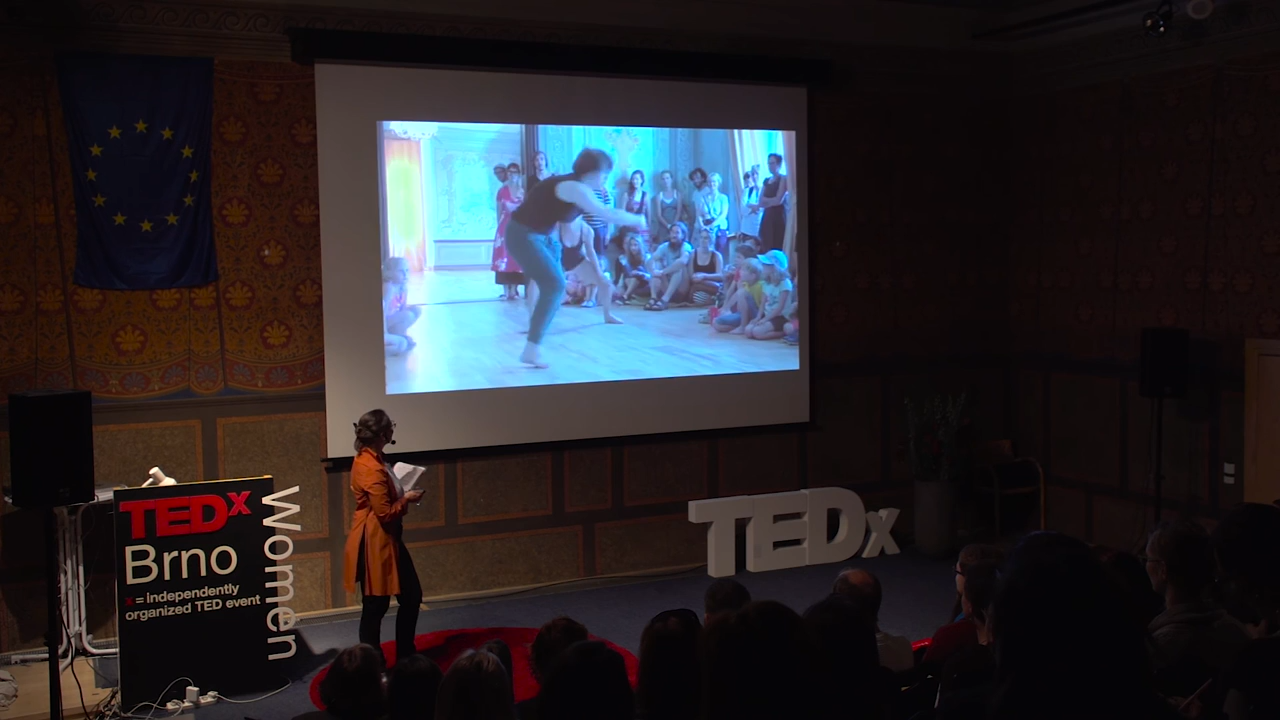 TEDx
Brno
x = independently
organized TED event
Women
TEDx